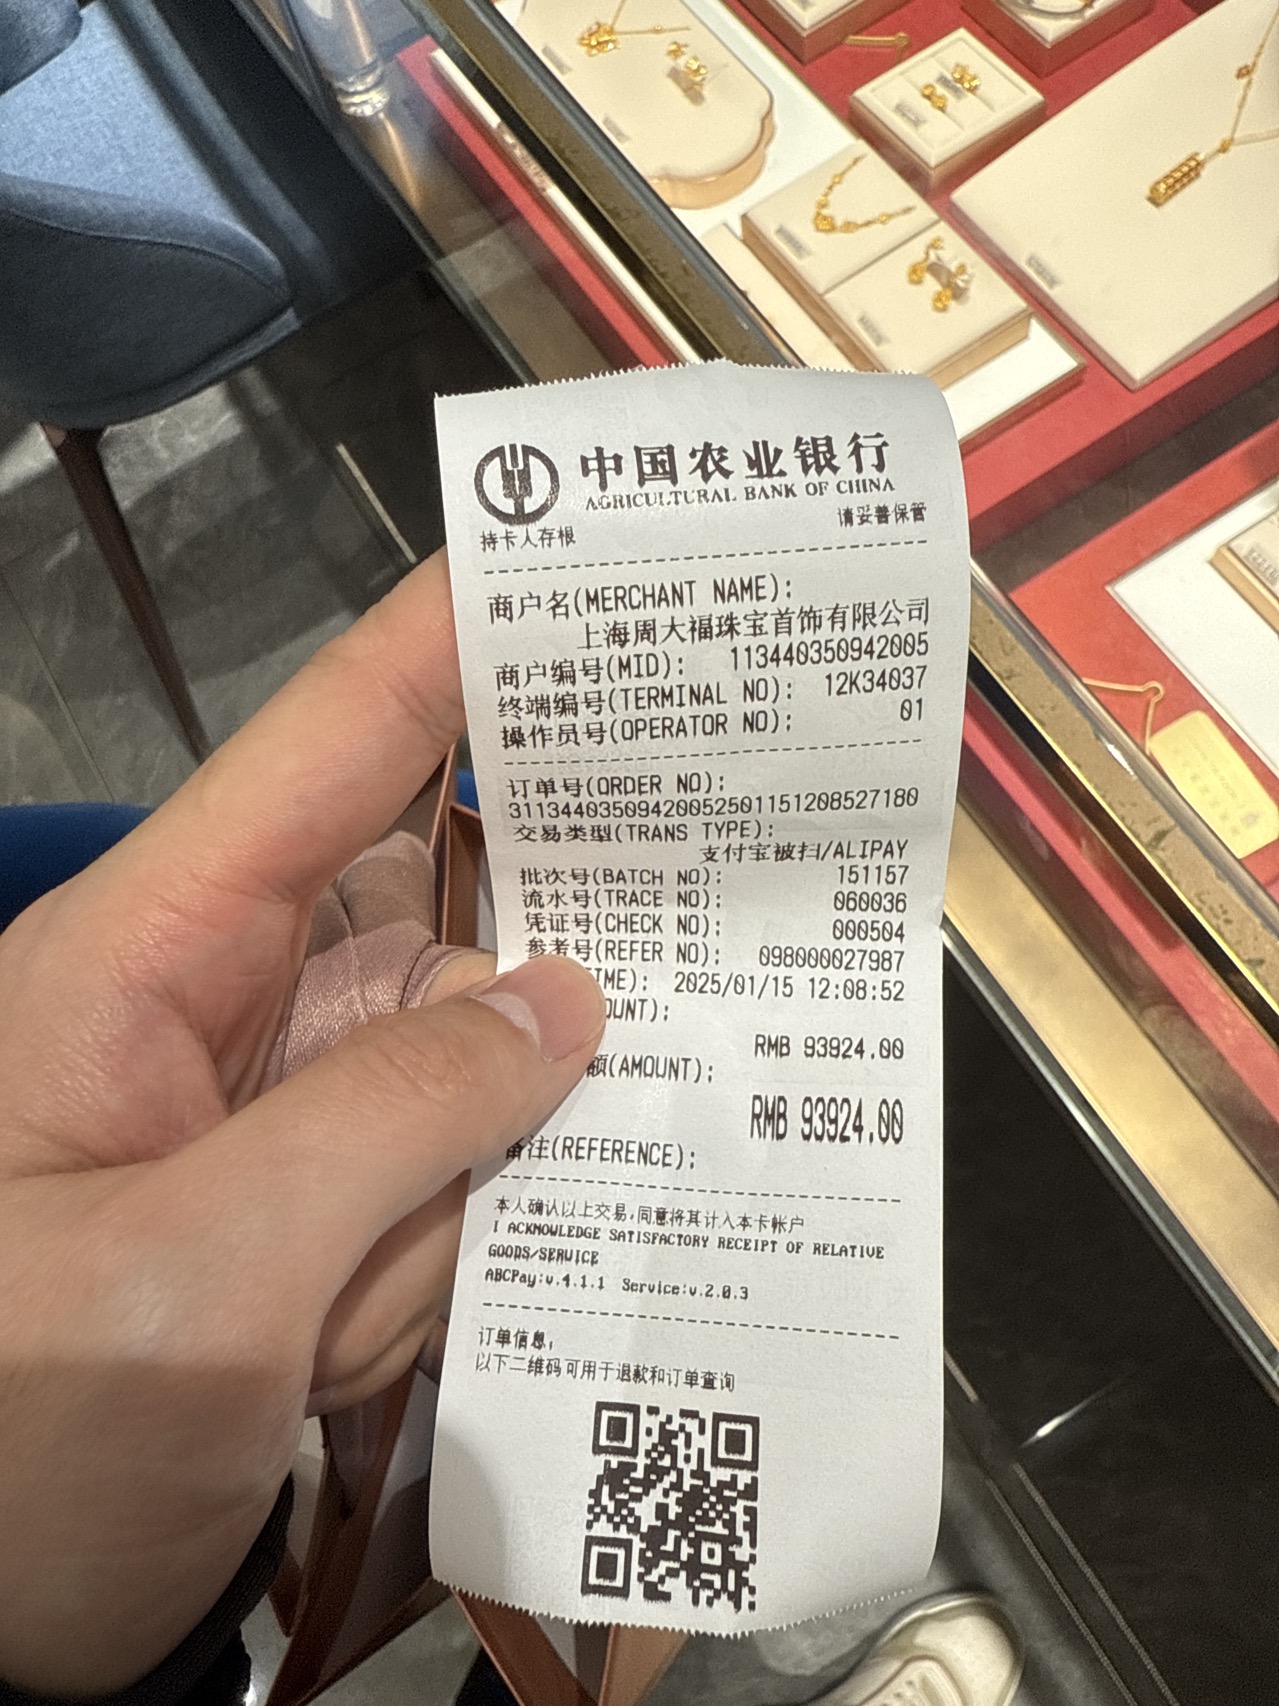 中国农业银行
AGRICULTURAL BANK OF CHINA
持卡人存根 请妥善保管
商户名(MERCHANT NAME):
上海周大福珠宝首饰有限公司
商户编号(MID): 113440350942005
终端编号(TERMINAL NO): 12K34037
操作员号(OPERATOR NO): 01
订单号(ORDER NO):
31134403509420052501151208527180
交易类型(TRANS TYPE):
支付宝被扫/ALIPAY
批次号(BATCH NO): 151157
流水号(TRACE NO): 060036
凭证号(CHECK NO): 000504
参考号(REFER NO): 098000027987
IME): 2025/01/15 12:08:52
OUNT):
RMB 93924.00
额(AMOUNT):
RMB 93924.00
备注(REFERENCE):
本人确认以上交易,同意将其计入本卡帐户
I ACKNOWLEDGE SATISFACTORY RECEIPT OF RELATIVE
GOODS/SERVICE
ABCPay:v.4.1.1 Service:v.2.0.3
订单信息,
以下二维码可用于退款和订单查询